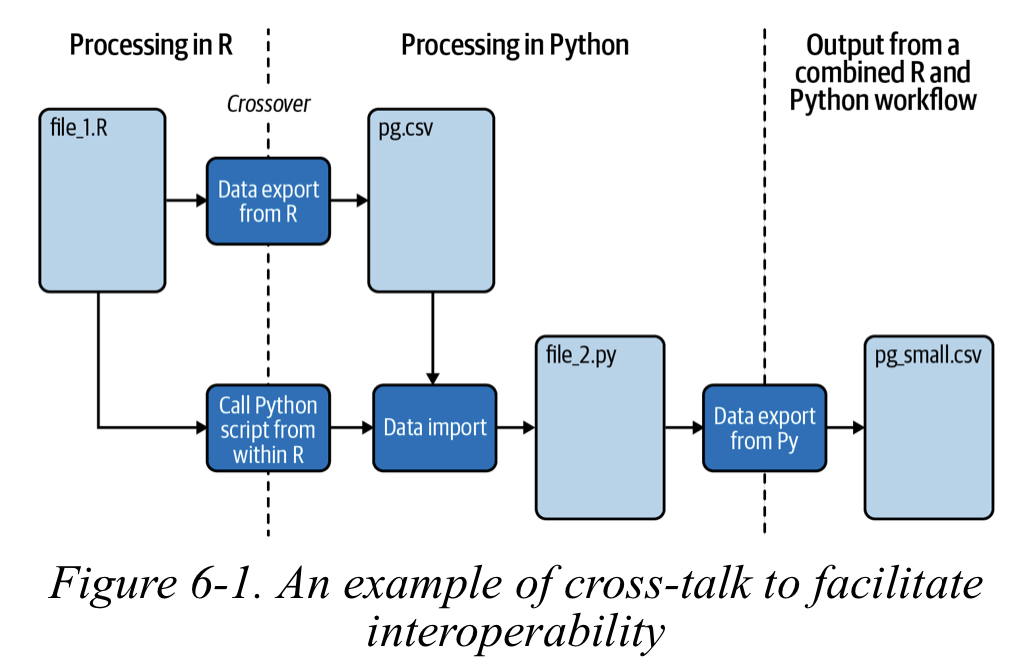 Processing in R
Processing in Python
Output from a
combined R and
Python workflow
Crossover
file_1.R
Data export
from R
pg.csv
Call Python
script from
within R
Data import
file_2.py
Data export
from Py
pg_small.csv
Figure 6-1. An example of cross-talk to facilitate
interoperability